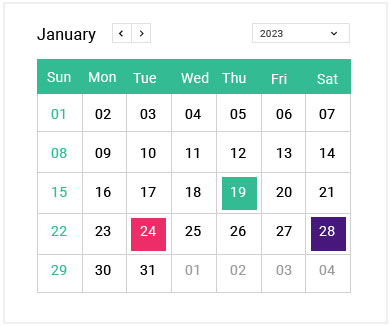 January < > 2023
Sun Mon Tue Wed Thu Fri Sat
01 02 03 04 05 06 07
08 09 10 11 12 13 14
15 16 17 18 19 20 21
22 23 24 25 26 27 28
29 30 31 01 02 03 04